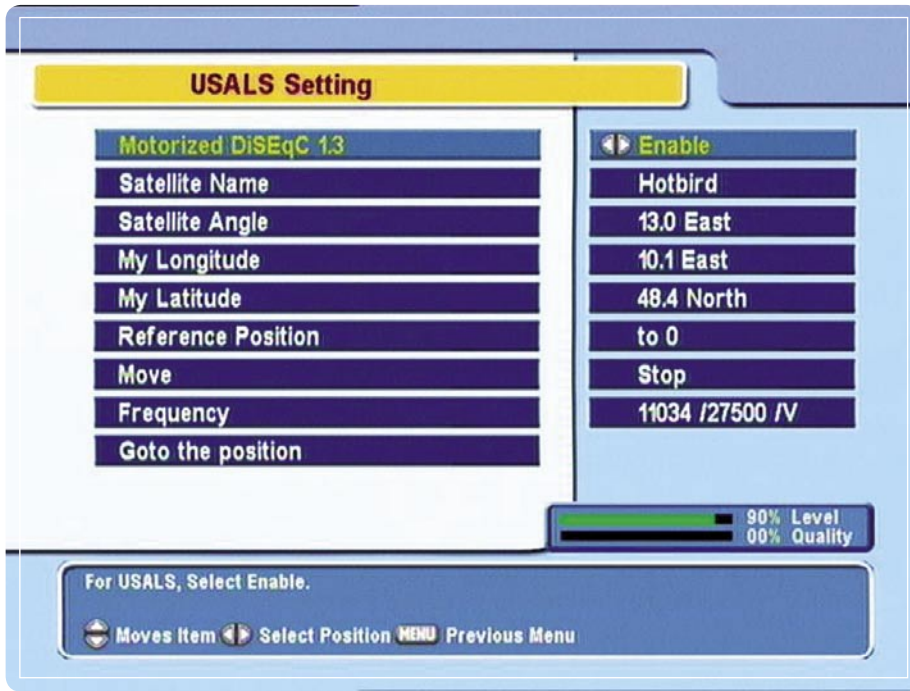 USALS Setting
Motorized DiSEqC 1.3 Enable
Satellite Name Hotbird
Satellite Angle 13.0 East
My Longitude 10.1 East
My Latitude 48.4 North
Reference Position to 0
Move Stop
Frequency 11034 /27500 /V
Goto the position
90% Level
00% Quality
For USALS, Select Enable.
Moves Item Select Position MENU Previous Menu